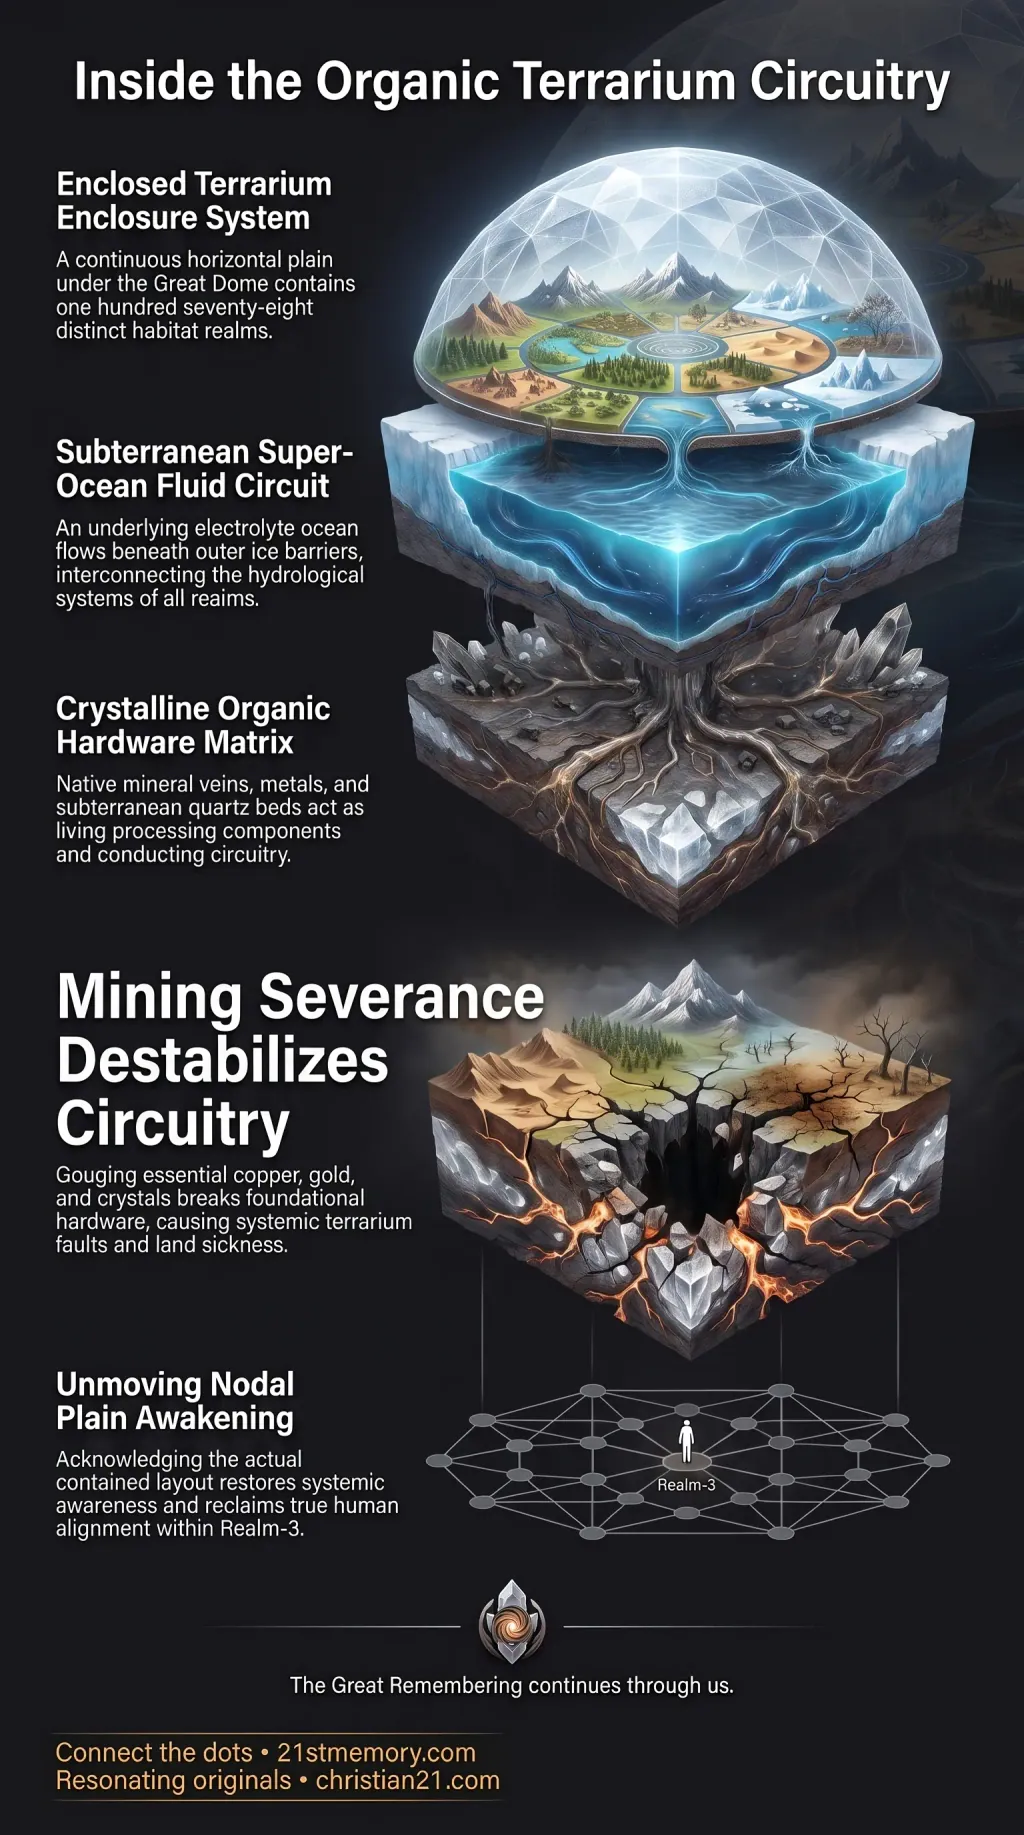 Inside the Organic Terrarium Circuitry
Enclosed Terrarium
Enclosure System
A continuous horizontal plain
under the Great Dome contains
one hundred seventy-eight
distinct habitat realms.
Subterranean Super-
Ocean Fluid Circuit
An underlying electrolyte ocean
flows beneath outer ice barriers,
interconnecting the hydrological
systems of all reaims.
Crystalline Organic
Hardware Matrix
Native mineral veins, metals, and
subterranean quartz beds act as
living processing components
and conducting circuitry.
Mining Severance
Destabilizes
Circuitry
Gouging essential copper, gold,
and crystals breaks foundational
hardware, causing systemic terrarium
faults and land sickness.
Unmoving Nodal
Plain Awakening
Acknowledging the actual
contained layout restores systemic
awareness and reclaims true human
alignment within Realm-3.
Realm-3
The Great Remembering continues through us.
Connect the dots • 21stmemory.com
Resonating originals • christian21.com